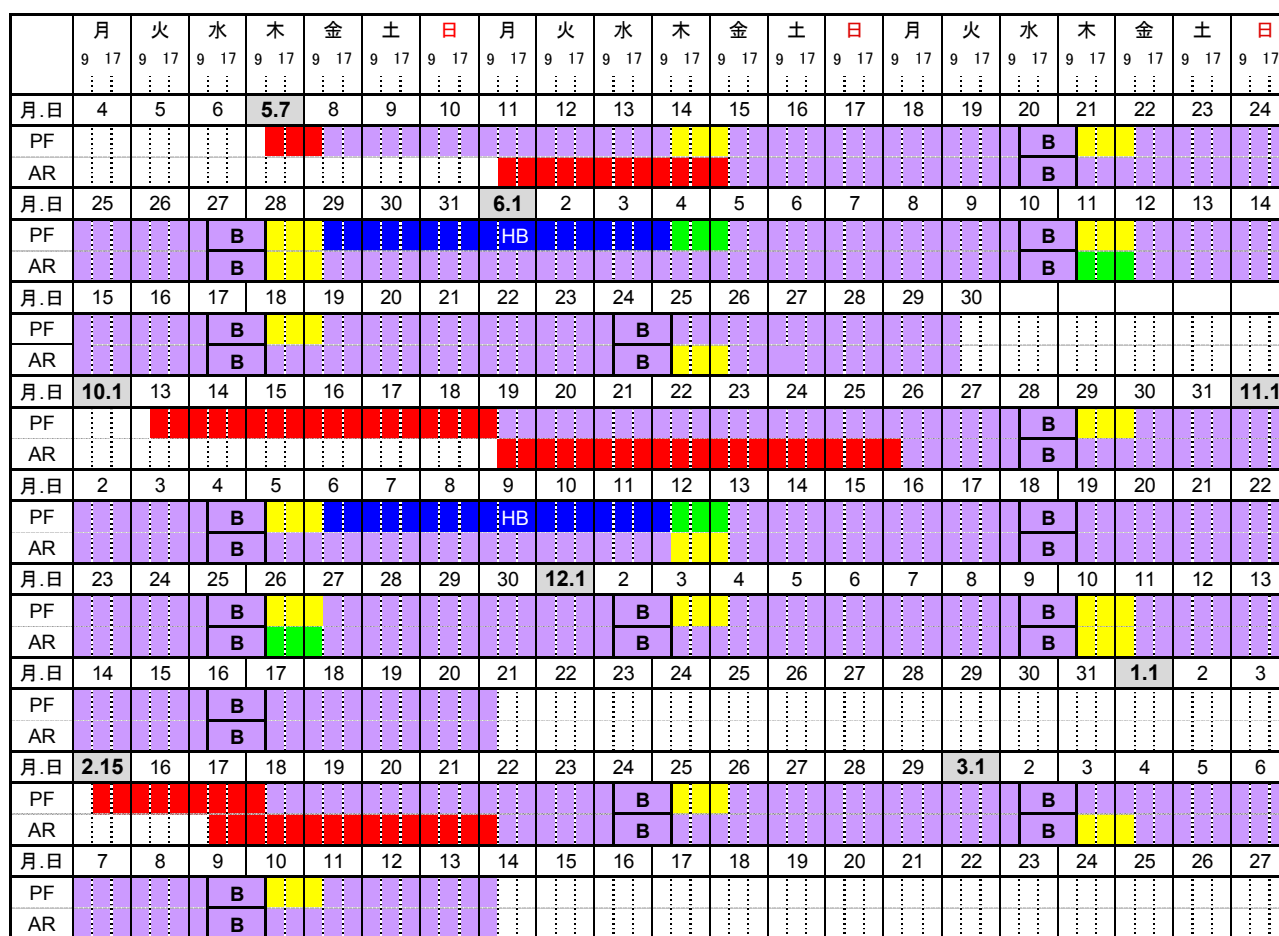 月 火 水 木 金 土 日 月 火 水 木 金 土 日 月 火 水 木 金 土 日
9 17 9 17 9 17 9 17 9 17 9 17 9 17 9 17 9 17 9 17 9 17 9 17 9 17 9 17 9 17 9 17 9 17 9 17 9 17 9 17 9 17
月.日 4 5 6 5.7 8 9 10 11 12 13 14 15 16 17 18 19 20 21 22 23 24
PF B
AR B
月.日 25 26 27 28 29 30 31 6.1 2 3 4 5 6 7 8 9 10 11 12 13 14
PF B HB B
AR B B
月.日 15 16 17 18 19 20 21 22 23 24 25 26 27 28 29 30
PF B B
AR B B
月.日 10.1 13 14 15 16 17 18 19 20 21 22 23 24 25 26 27 28 29 30 31 11.1
PF B
AR B
月.日 2 3 4 5 6 7 8 9 10 11 12 13 14 15 16 17 18 19 20 21 22
PF B HB B
AR B B
月.日 23 24 25 26 27 28 29 30 12.1 2 3 4 5 6 7 8 9 10 11 12 13
PF B B B
AR B B B
月.日 14 15 16 17 18 19 20 21 22 23 24 25 26 27 28 29 30 31 1.1 2 3
PF B
AR B
月.日 2.15 16 17 18 19 20 21 22 23 24 25 26 27 28 29 3.1 2 3 4 5 6
PF B B
AR B B
月.日 7 8 9 10 11 12 13 14 15 16 17 18 19 20 21 22 23 24 25 26 27
PF B
AR B